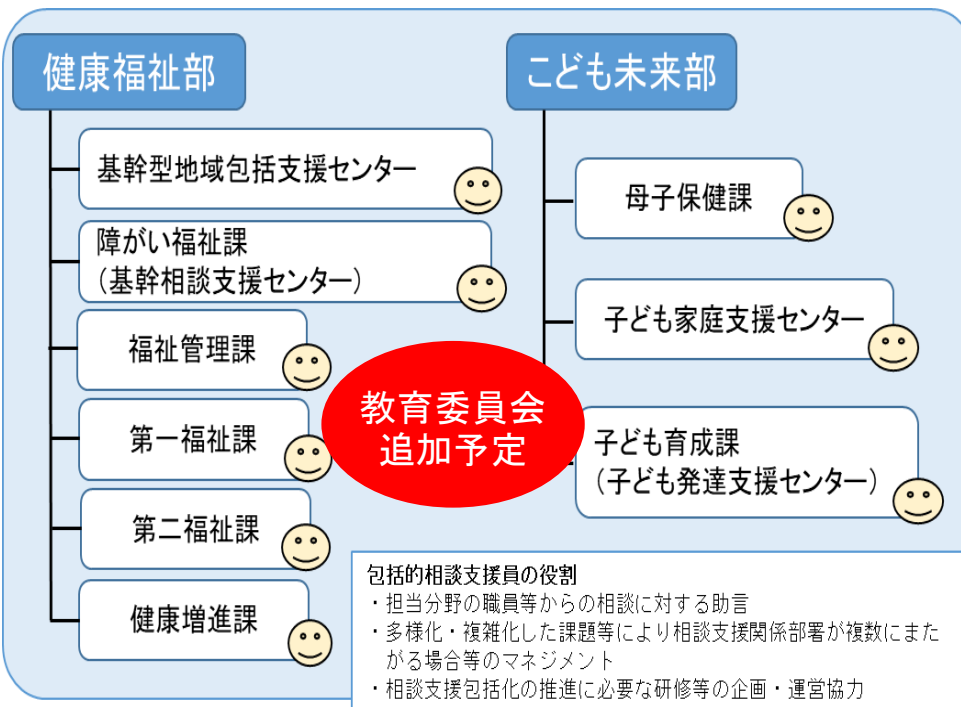 健康福祉部
基幹型地域包括支援センター
障がい福祉課
（基幹相談支援センター）
福祉管理課
第一福祉課
第二福祉課
健康増進課
こども未来部
母子保健課
子ども家庭支援センター
子ども育成課
（子ども発達支援センター）
教育委員会
追加予定
包括的相談支援員の役割
・担当分野の職員等からの相談に対する助言
・多様化・複雑化した課題等により相談支援関係部署が複数にまた
がる場合等のマネジメント
・相談支援包括化の推進に必要な研修等の企画・運営協力